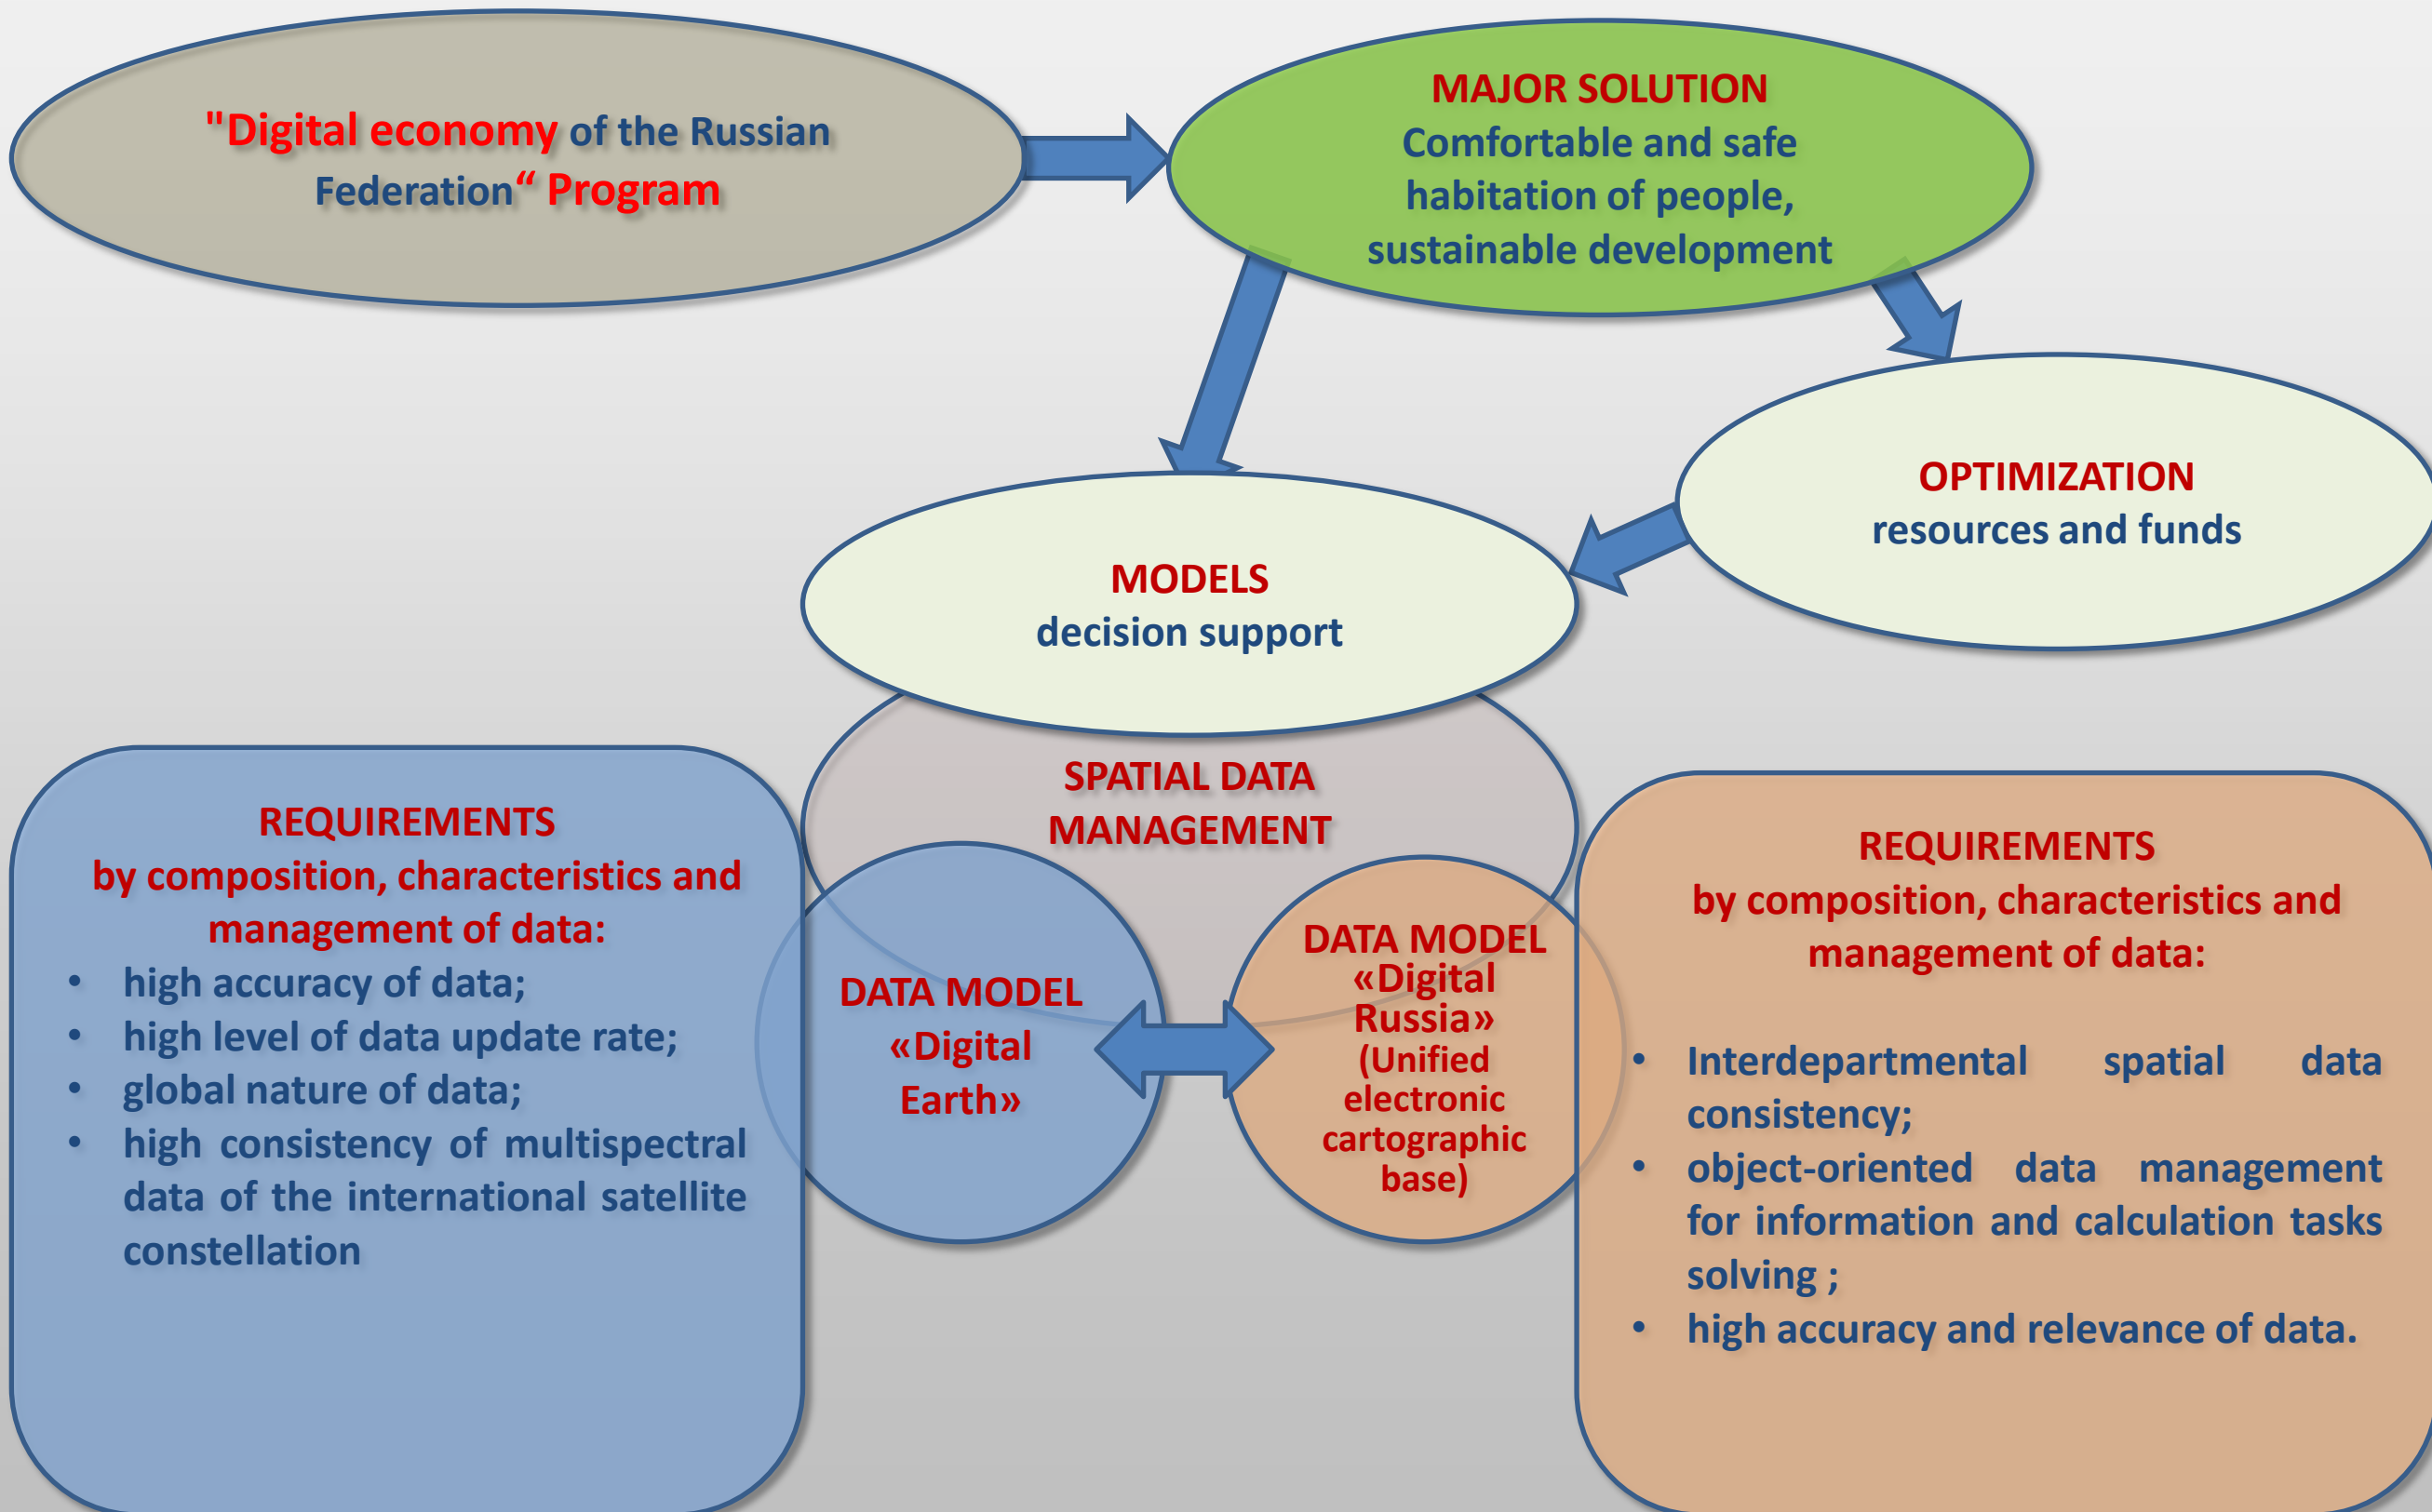 "Digital economy of the Russian
Federation“ Program
MAJOR SOLUTION
Comfortable and safe
habitation of people,
sustainable development
OPTIMIZATION
resources and funds
MODELS
decision support
SPATIAL DATA
MANAGEMENT
REQUIREMENTS
by composition, characteristics and
management of data:
• high accuracy of data;
• high level of data update rate;
• global nature of data;
• high consistency of multispectral
data of the international satellite
constellation
DATA MODEL
«Digital
Earth»
DATA MODEL
«Digital
Russia»
(Unified
electronic
cartographic
base)
REQUIREMENTS
by composition, characteristics and
management of data:
• Interdepartmental spatial data
consistency;
• object-oriented data management
for information and calculation tasks
solving ;
• high accuracy and relevance of data.